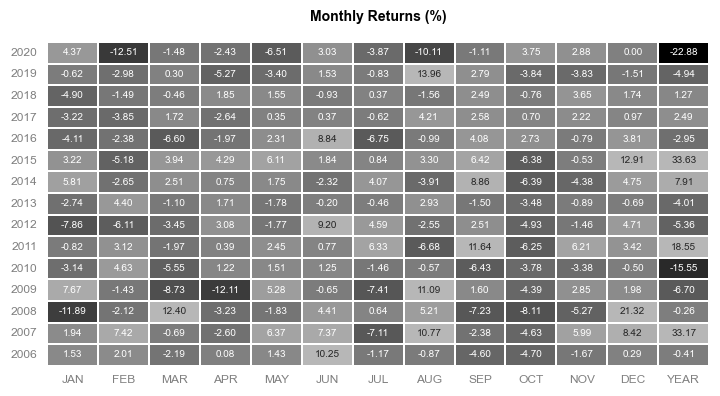 Monthly Returns (%)
2020 4.37 -12.51 -1.48 -2.43 -6.51 3.03 -3.87 -10.11 -1.11 3.75 2.88 0.00 -22.88
2019 -0.62 -2.98 0.30 -5.27 -3.40 1.53 -0.83 13.96 2.79 -3.84 -3.83 -1.51 -4.94
2018 -4.90 -1.49 -0.46 1.85 1.55 -0.93 0.37 -1.56 2.49 -0.76 3.65 1.74 1.27
2017 -3.22 -3.85 1.72 -2.64 0.35 0.37 -0.62 4.21 2.58 0.70 2.22 0.97 2.49
2016 -4.11 -2.38 -6.60 -1.97 2.31 8.84 -6.75 -0.99 4.08 2.73 -0.79 3.81 -2.95
2015 3.22 -5.18 3.94 4.29 6.11 1.84 0.84 3.30 6.42 -6.38 -0.53 12.91 33.63
2014 5.81 -2.65 2.51 0.75 1.75 -2.32 4.07 -3.91 8.86 -6.39 -4.38 4.75 7.91
2013 -2.74 4.40 -1.10 1.71 -1.78 -0.20 -0.46 2.93 -1.50 -3.48 -0.89 -0.69 -4.01
2012 -7.86 -6.11 -3.45 3.08 -1.77 9.20 4.59 -2.55 2.51 -4.93 -1.46 4.71 -5.36
2011 -0.82 3.12 -1.97 0.39 2.45 0.77 6.33 -6.68 11.64 -6.25 6.21 3.42 18.55
2010 -3.14 4.63 -5.55 1.22 1.51 1.25 -1.46 -0.57 -6.43 -3.78 -3.38 -0.50 -15.55
2009 7.67 -1.43 -8.73 -12.11 5.28 -0.65 -7.41 11.09 1.60 -4.39 2.85 1.98 -6.70
2008 -11.89 -2.12 12.40 -3.23 -1.83 4.41 0.64 5.21 -7.23 -8.11 -5.27 21.32 -0.26
2007 1.94 7.42 -0.69 -2.60 6.37 7.37 -7.11 10.77 -2.38 -4.63 5.99 8.42 33.17
2006 1.53 2.01 -2.19 0.08 1.43 10.25 -1.17 -0.87 -4.60 -4.70 -1.67 0.29 -0.41
JAN FEB MAR APR MAY JUN JUL AUG SEP OCT NOV DEC YEAR